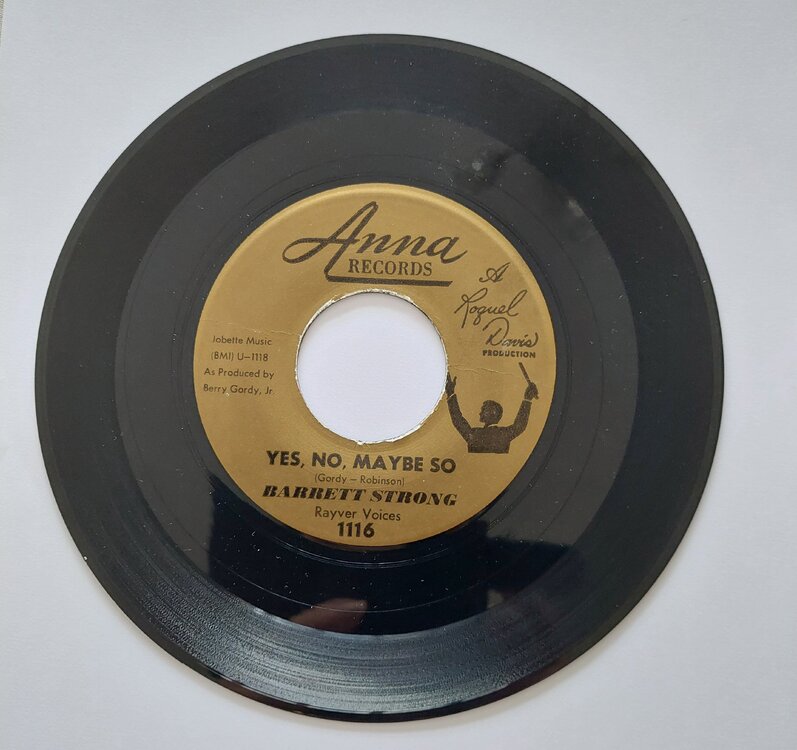 Anna
RECORDS
A
Roquel
Davis
PRODUCTION
Jobette Music
(BMI) U-1118
As Produced by
Berry Gordy, Jr.
YES, NO, MAYBE SO
(Gordy - Robinson)
BARRETT STRONG
Rayver Voices
1116